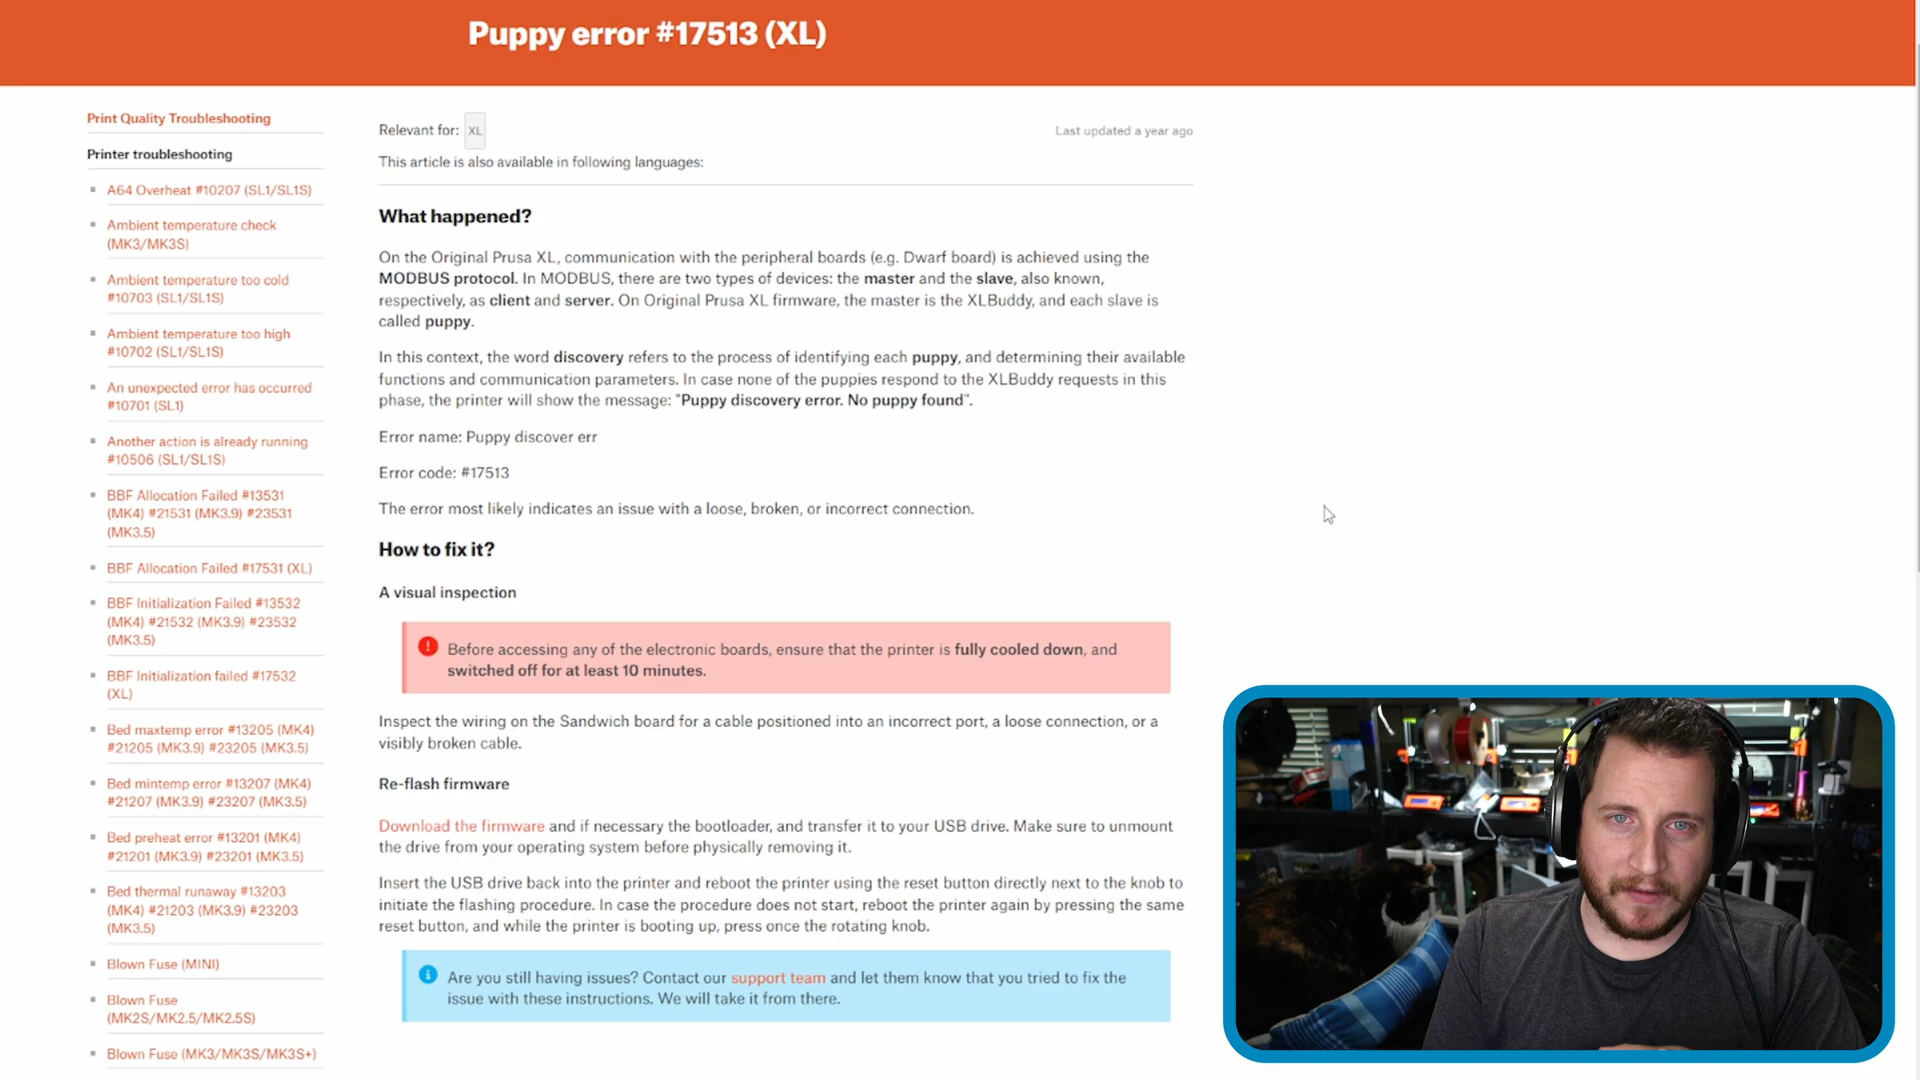 Puppy error #17513 (XL)
Print Quality Troubleshooting
Printer troubleshooting
A64 Overheat #10207 (SL1/SL1S)
Ambient temperature check
(MK3/MK3S)
Ambient temperature too cold
#10703 (SL1/SL1S)
Ambient temperature too high
#10702 (SL1/SL1S)
An unexpected error has occurred
#10701 (SL1)
Another action is already running
#10506 (SL1/SL1S)
BBF Allocation Failed #13531
(MK4) #21531 (MK3.9) #23531
(MK3.5)
BBF Allocation Failed #17531 (XL)
BBF Initialization Failed #13532
(MK4) #21532 (MK3.9) #23532
(MK3.5)
BBF Initialization failed #17532
(XL)
Bed maxtemp error #13205 (MK4)
#21205 (MK3.9) #23205 (MK3.5)
Bed mintemp error #13207 (MK4)
#21207 (MK3.9) #23207 (MK3.5)
Bed preheat error #13201 (MK4)
#21201 (MK3.9) #23201 (MK3.5)
Bed thermal runaway #13203
(MK4) #21203 (MK3.9) #23203
(MK3.5)
Blown Fuse (MINI)
Blown Fuse
(MK2S/MK2.5/MK2.5S)
Blown Fuse (MK3/MK3S/MK3S+)
Relevant for: XL
Last updated a year ago
This article is also available in following languages:
What happened?
On the Original Prusa XL, communication with the peripheral boards (e.g. Dwarf board) is achieved using the
MODBUS protocol. In MODBUS, there are two types of devices: the master and the slave, also known,
respectively, as client and server. On Original Prusa XL firmware, the master is the XLBuddy, and each slave is
called puppy.
In this context, the word discovery refers to the process of identifying each puppy, and determining their available
functions and communication parameters. In case none of the puppies respond to the XLBuddy requests in this
phase, the printer will show the message: "Puppy discovery error. No puppy found".
Error name: Puppy discover err
Error code: #17513
The error most likely indicates an issue with a loose, broken, or incorrect connection.
How to fix it?
A visual inspection
Before accessing any of the electronic boards, ensure that the printer is fully cooled down, and
switched off for at least 10 minutes.
Inspect the wiring on the Sandwich board for a cable positioned into an incorrect port, a loose connection, or a
visibly broken cable.
Re-flash firmware
Download the firmware and if necessary the bootloader, and transfer it to your USB drive. Make sure to unmount
the drive from your operating system before physically removing it.
Insert the USB drive back into the printer and reboot the printer using the reset button directly next to the knob to
initiate the flashing procedure. In case the procedure does not start, reboot the printer again by pressing the same
reset button, and while the printer is booting up, press once the rotating knob.
Are you still having issues? Contact our support team and let them know that you tried to fix the
issue with these instructions. We will take it from there.